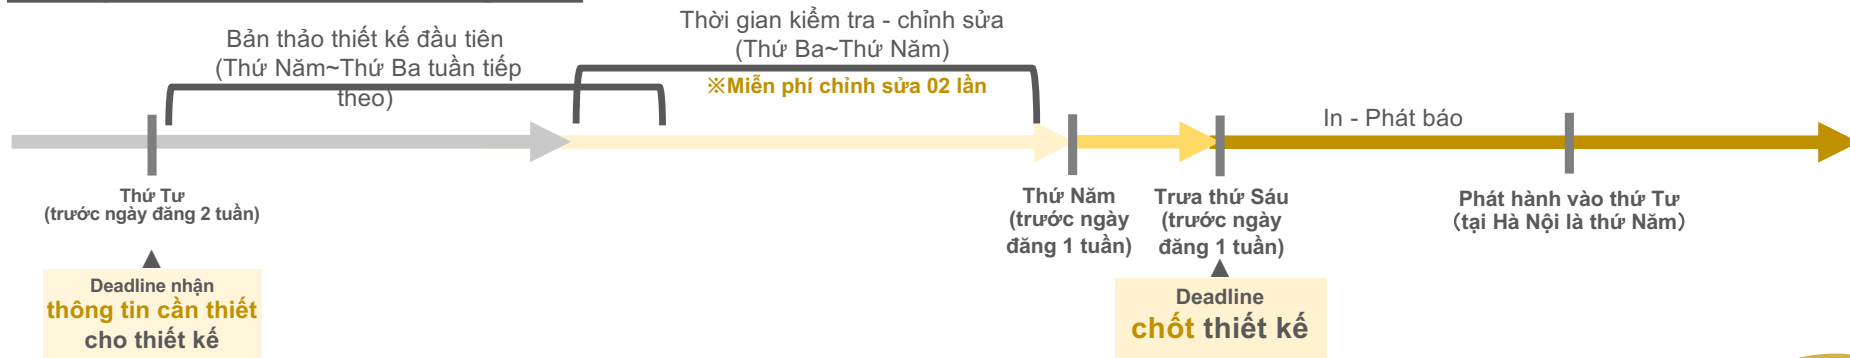 Bản thảo thiết kế đầu tiên
(Thứ Năm~Thứ Ba tuần tiếp
theo)
Thời gian kiểm tra - chỉnh sửa
(Thứ Ba~Thứ Năm)
※Miễn phí chỉnh sửa 02 lần
In - Phát báo
Thứ Tư
(trước ngày đăng 2 tuần)
Thứ Năm
(trước ngày
đăng 1 tuần)
Trưa thứ Sáu
(trước ngày
đăng 1 tuần)
Phát hành vào thứ Tư
(tại Hà Nội là thứ Năm)
Deadline nhận
thông tin cần thiết
cho thiết kế
Deadline
chốt thiết kế